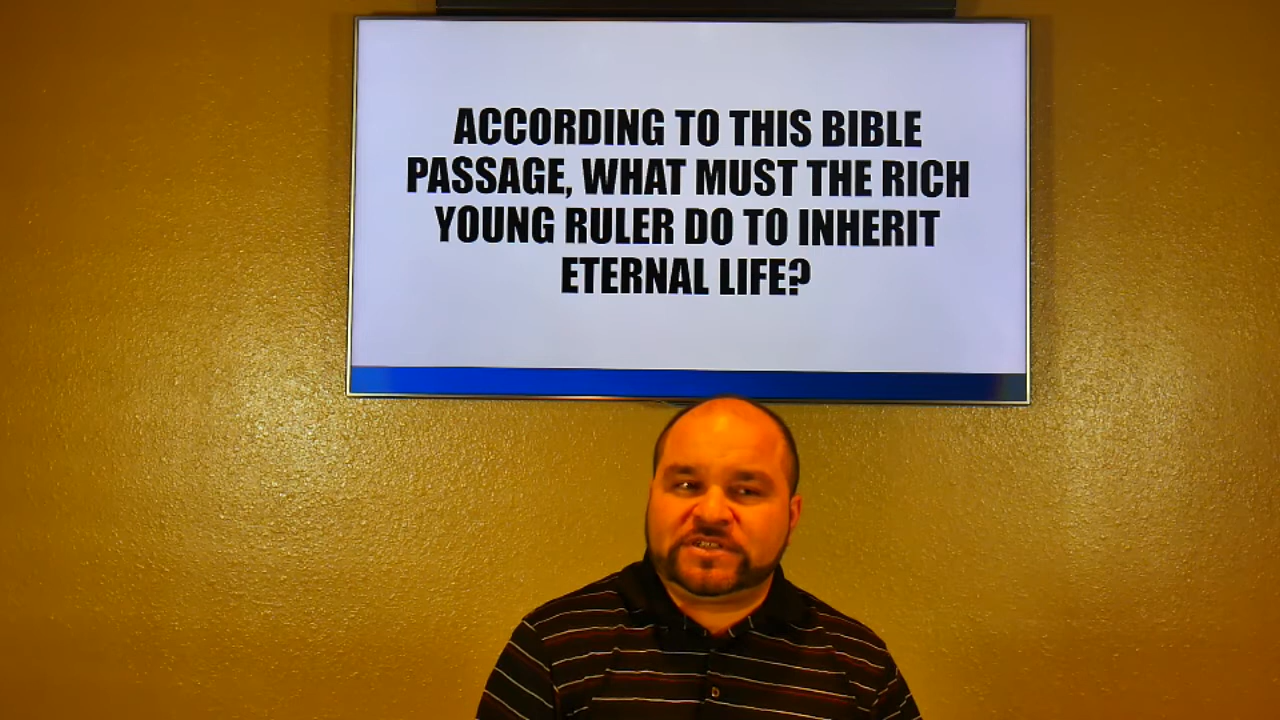 ACCORDING TO THIS BIBLE
PASSAGE, WHAT MUST THE RICH
YOUNG RULER DO TO INHERIT
ETERNAL LIFE?